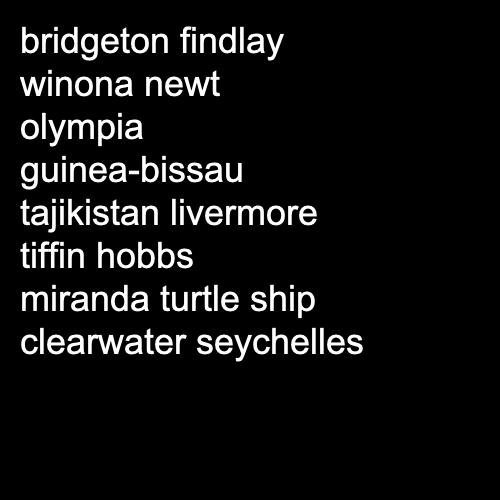 bridgeton findlay
winona newt
olympia
guinea-bissau
tajikistan livermore
tiffin hobbs
miranda turtle ship
clearwater seychelles